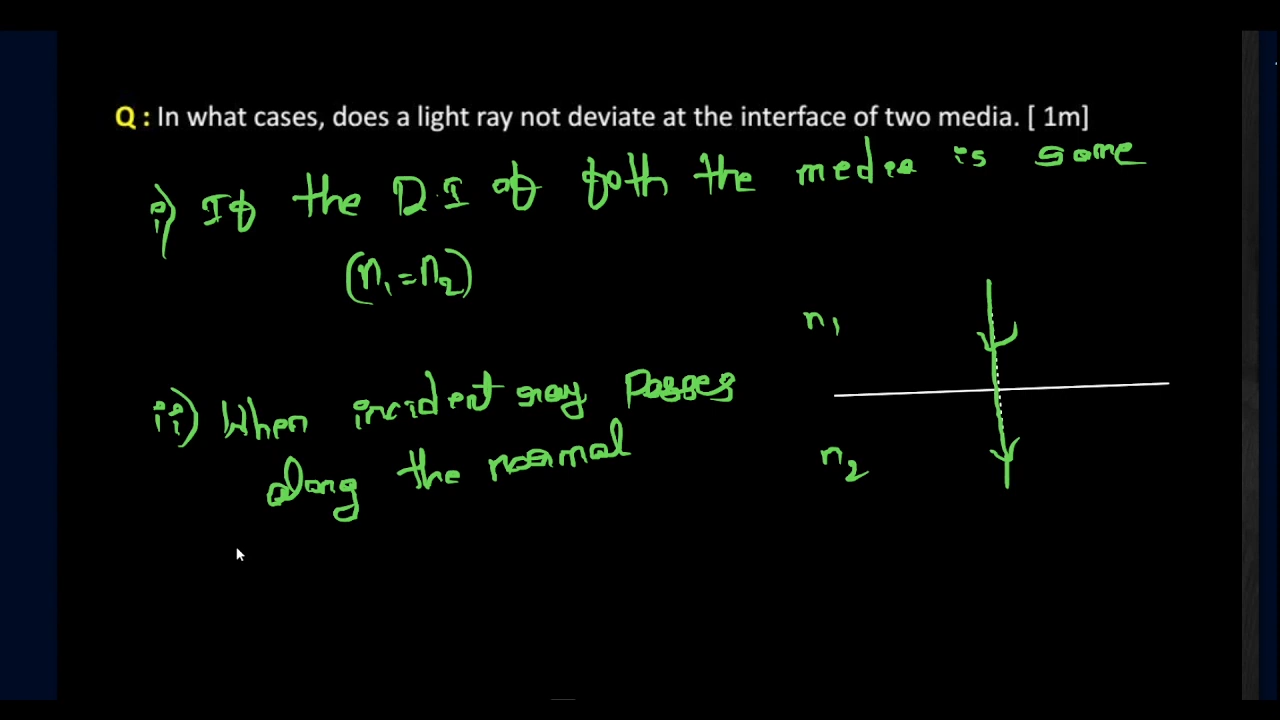 Q : In what cases, does a light ray not deviate at the interface of two media. [ 1m]
i) If the R.I of both the media is same
(n₁ = n₂)
n₁
ii) When incident ray passes
along the normal
n₂